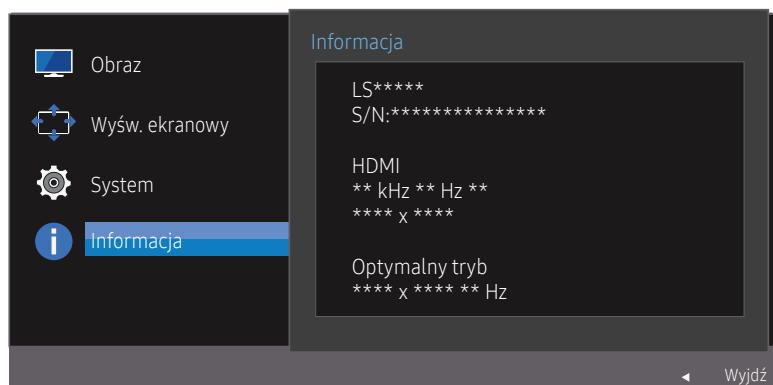 Obraz
Wyśw. ekranowy
System
Informacja
Informacja
LS*****
S/N:***************
HDMI
** kHz ** Hz **
**** x ****
Optymalny tryb
**** x **** ** Hz
Wyjdź